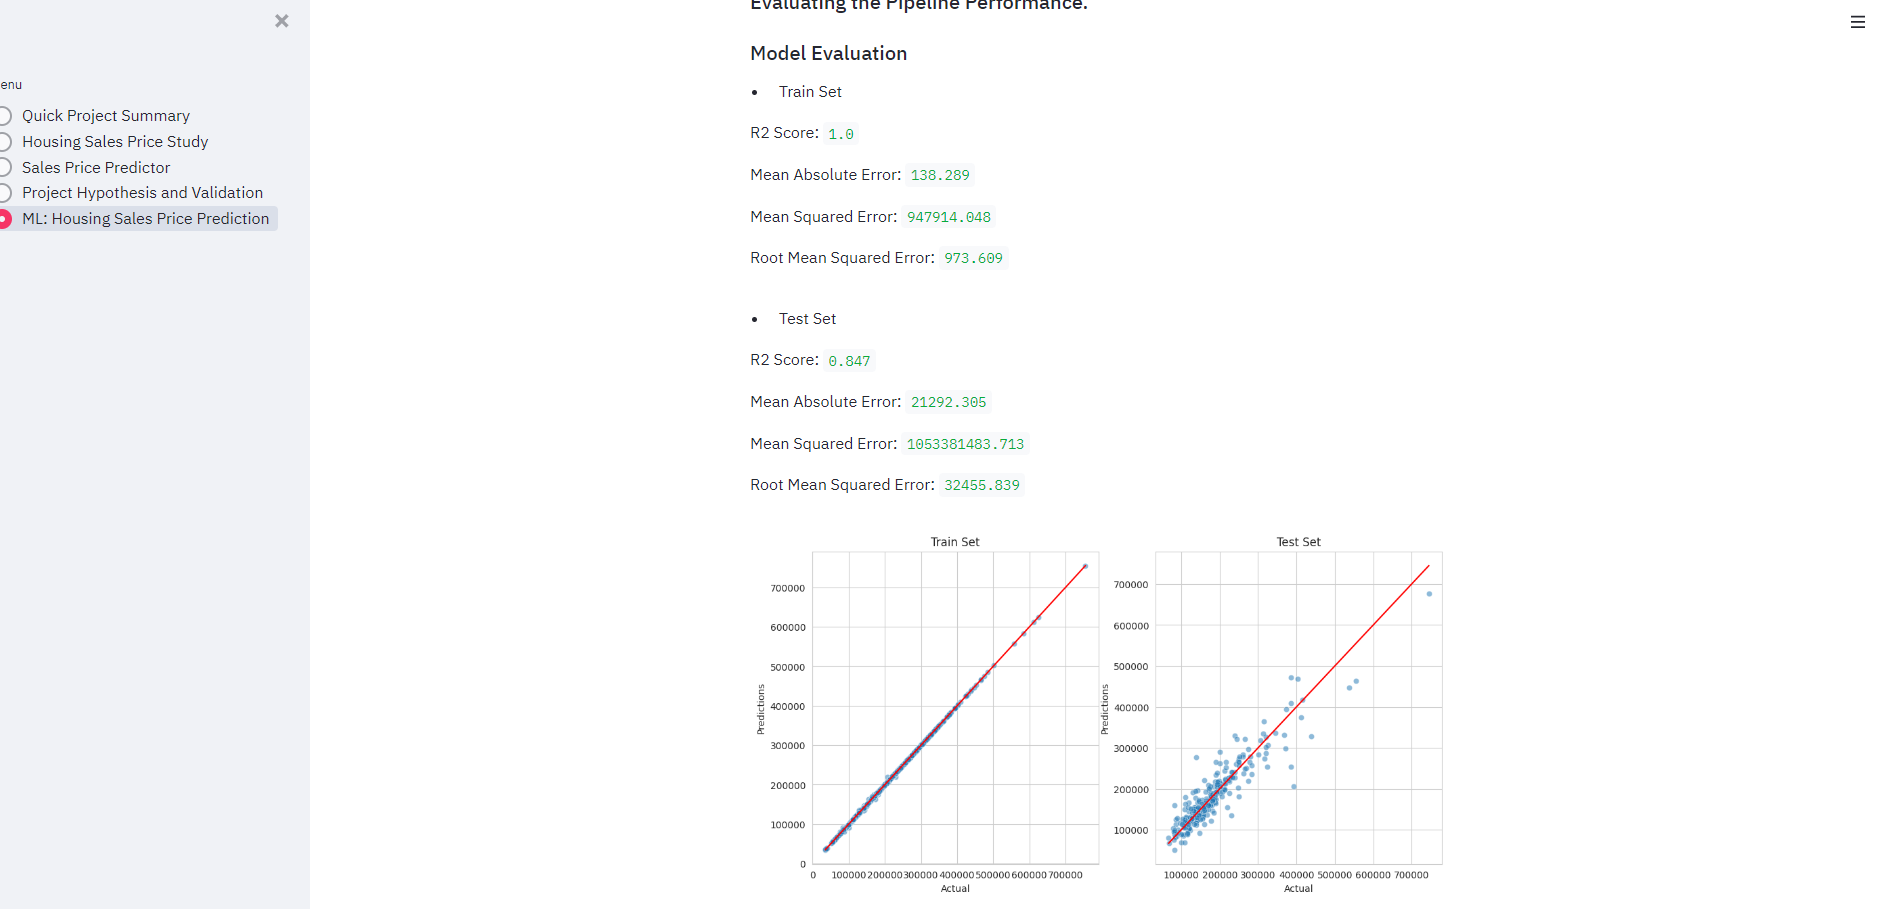 Evaluating the Pipeline Performance.
enu
Quick Project Summary
Housing Sales Price Study
Sales Price Predictor
Project Hypothesis and Validation
ML: Housing Sales Price Prediction
Model Evaluation
• Train Set
R2 Score: 1.0
Mean Absolute Error: 138.289
Mean Squared Error: 947914.048
Root Mean Squared Error: 973.609
• Test Set
R2 Score: 0.847
Mean Absolute Error: 21292.305
Mean Squared Error: 1053381483.713
Root Mean Squared Error: 32455.839
Train Set
700000
600000
500000
400000
300000
200000
100000
0
Predictions
0 100000 200000 300000 400000 500000 600000 700000
Actual
Test Set
700000
600000
500000
400000
300000
200000
100000
Predictions
100000 200000 300000 400000 500000 600000 700000
Actual